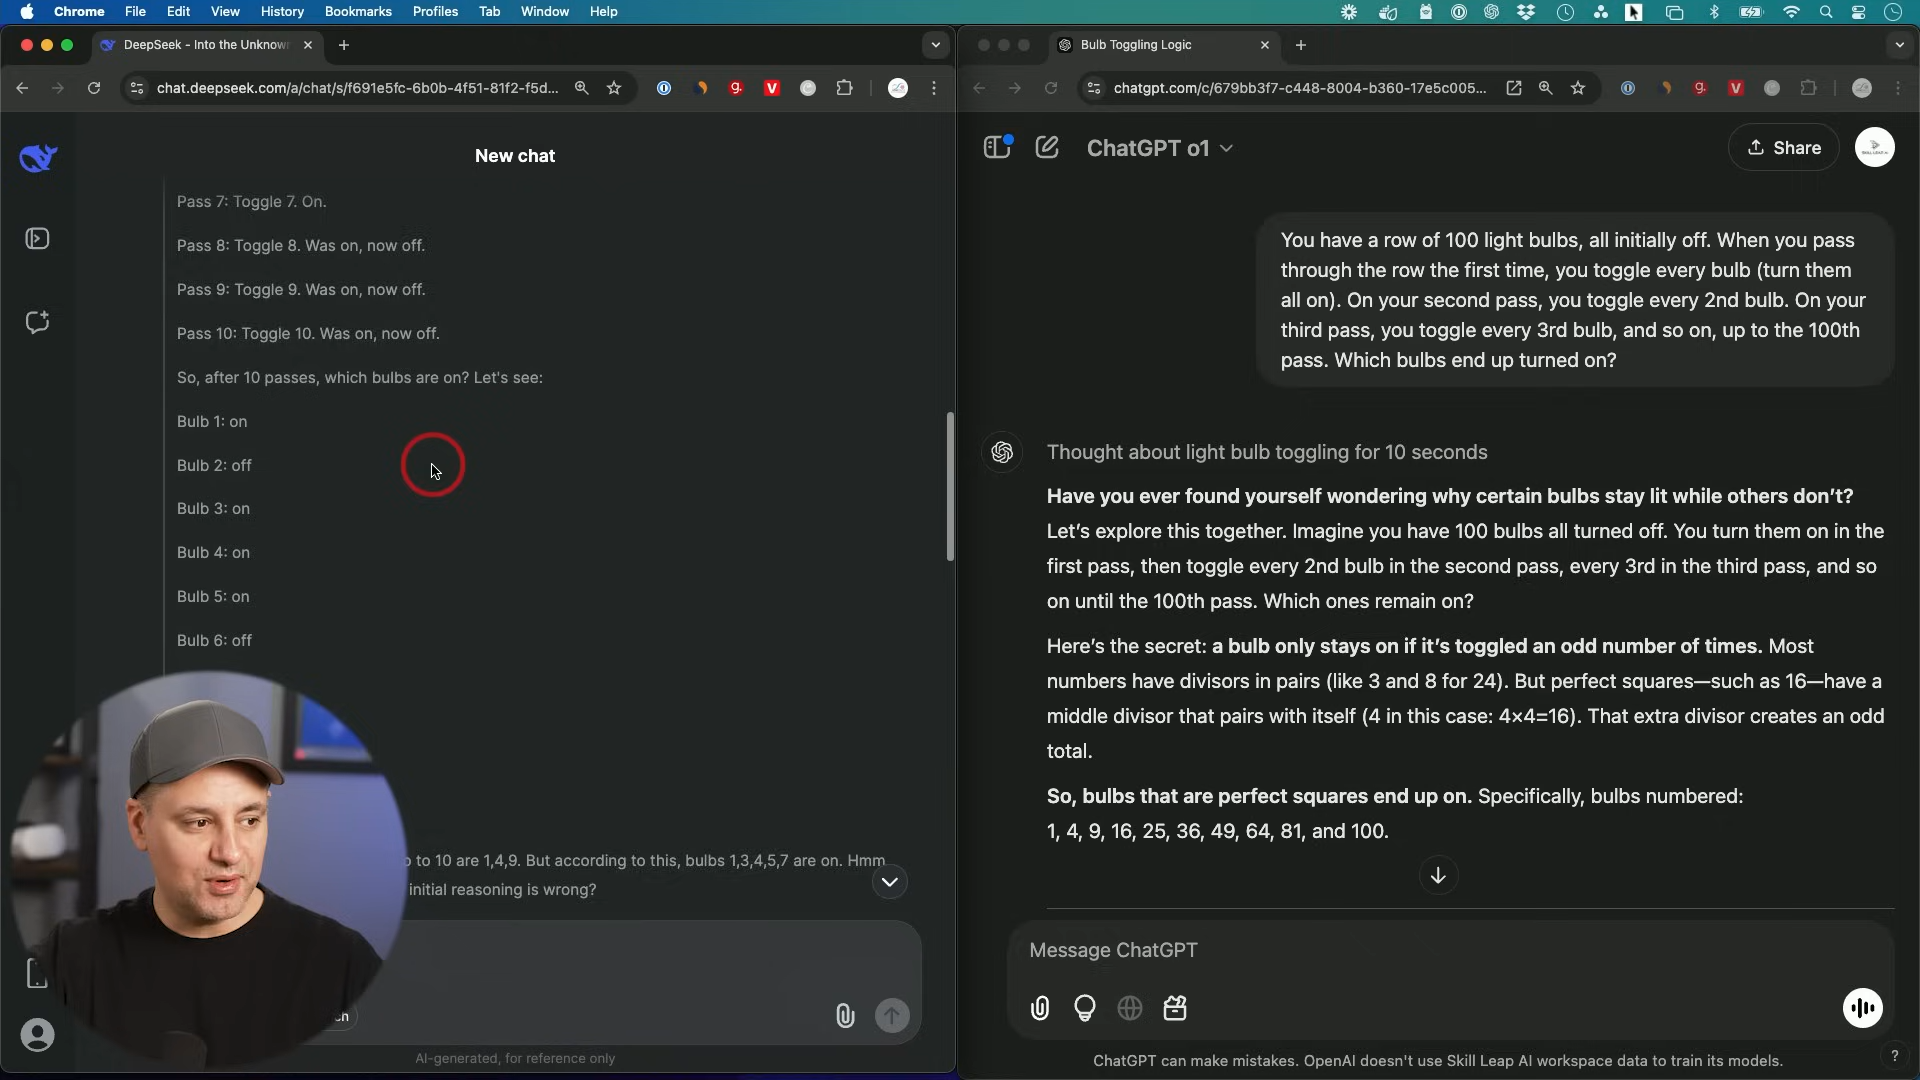 Chrome File Edit View History Bookmarks Profiles Tab Window Help
DeepSeek - Into the Unknown
chat.deepseek.com/a/chat/s/f691e5fc-6b0b-4f51-81f2-f5d...
New chat
Pass 7: Toggle 7. On.
Pass 8: Toggle 8. Was on, now off.
Pass 9: Toggle 9. Was on, now off.
Pass 10: Toggle 10. Was on, now off.
So, after 10 passes, which bulbs are on? Let's see:
Bulb 1: on
Bulb 2: off
Bulb 3: on
Bulb 4: on
Bulb 5: on
Bulb 6: off
to 10 are 1,4,9. But according to this, bulbs 1,3,4,5,7 are on. Hmm
initial reasoning is wrong?
AI-generated, for reference only
Bulb Toggling Logic
chatgpt.com/c/679bb3f7-c448-8004-b360-17e5c005...
ChatGPT o1
Share
You have a row of 100 light bulbs, all initially off. When you pass
through the row the first time, you toggle every bulb (turn them
all on). On your second pass, you toggle every 2nd bulb. On your
third pass, you toggle every 3rd bulb, and so on, up to the 100th
pass. Which bulbs end up turned on?
Thought about light bulb toggling for 10 seconds
Have you ever found yourself wondering why certain bulbs stay lit while others don’t?
Let’s explore this together. Imagine you have 100 bulbs all turned off. You turn them on in the
first pass, then toggle every 2nd bulb in the second pass, every 3rd in the third pass, and so
on until the 100th pass. Which ones remain on?
Here’s the secret: a bulb only stays on if it’s toggled an odd number of times. Most
numbers have divisors in pairs (like 3 and 8 for 24). But perfect squares—such as 16—have a
middle divisor that pairs with itself (4 in this case: 4×4=16). That extra divisor creates an odd
total.
So, bulbs that are perfect squares end up on. Specifically, bulbs numbered:
1, 4, 9, 16, 25, 36, 49, 64, 81, and 100.
Message ChatGPT
ChatGPT can make mistakes. OpenAI doesn't use Skill Leap AI workspace data to train its models.
?